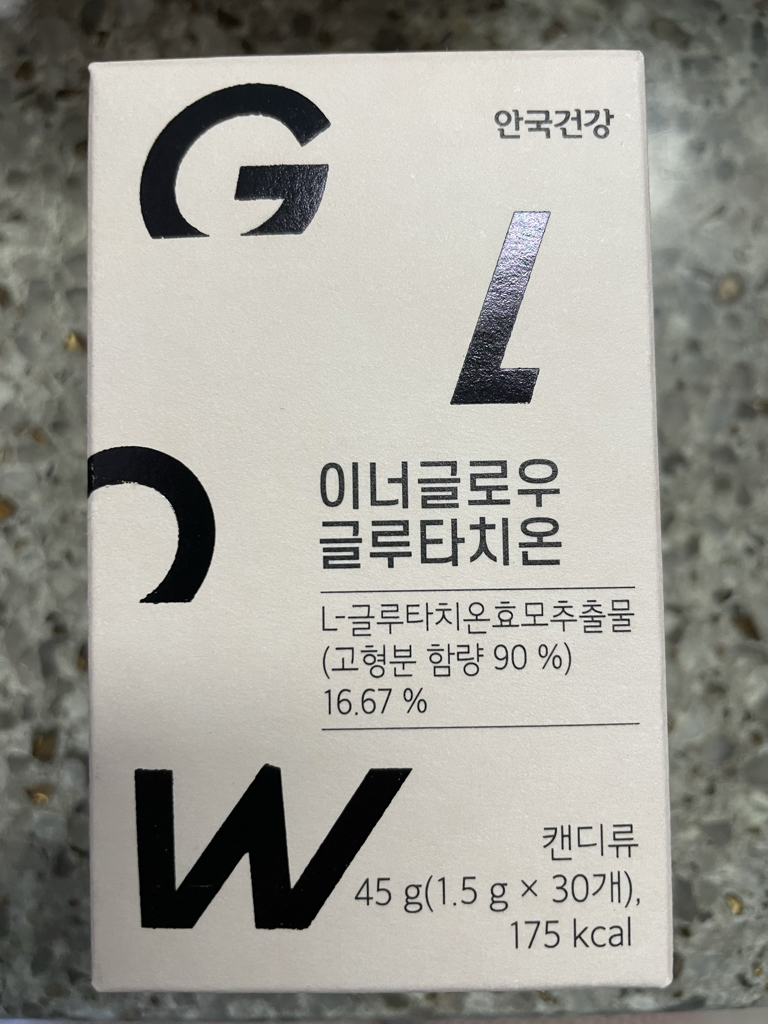 G
안국건강
L
O
이너글로우
글루타치온
L-글루타치온효모추출물
(고형분 함량 90 %)
16.67 %
W
캔디류
45 g(1.5 g × 30개),
175 kcal